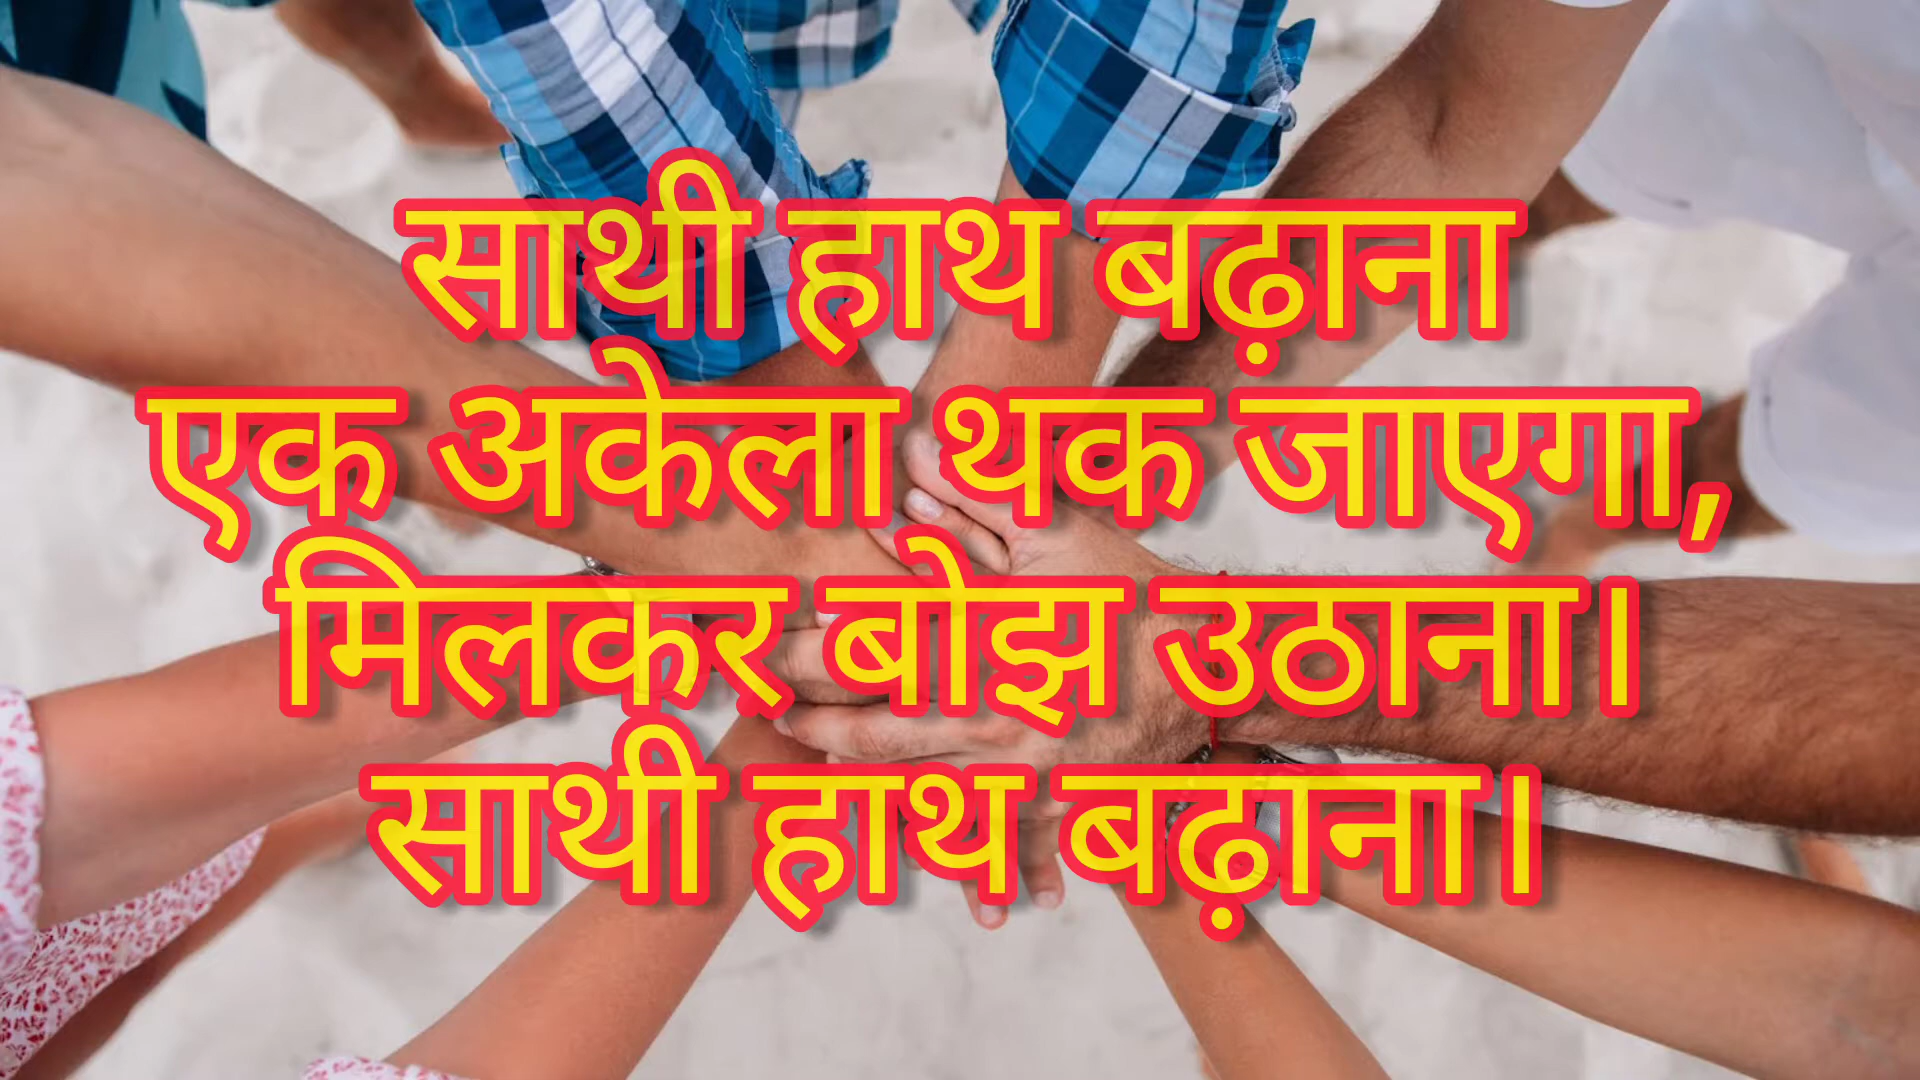 साथी हाथ बढ़ाना
एक अकेला थक जाएगा,
मिलकर बोझ उठाना।
साथी हाथ बढ़ाना।